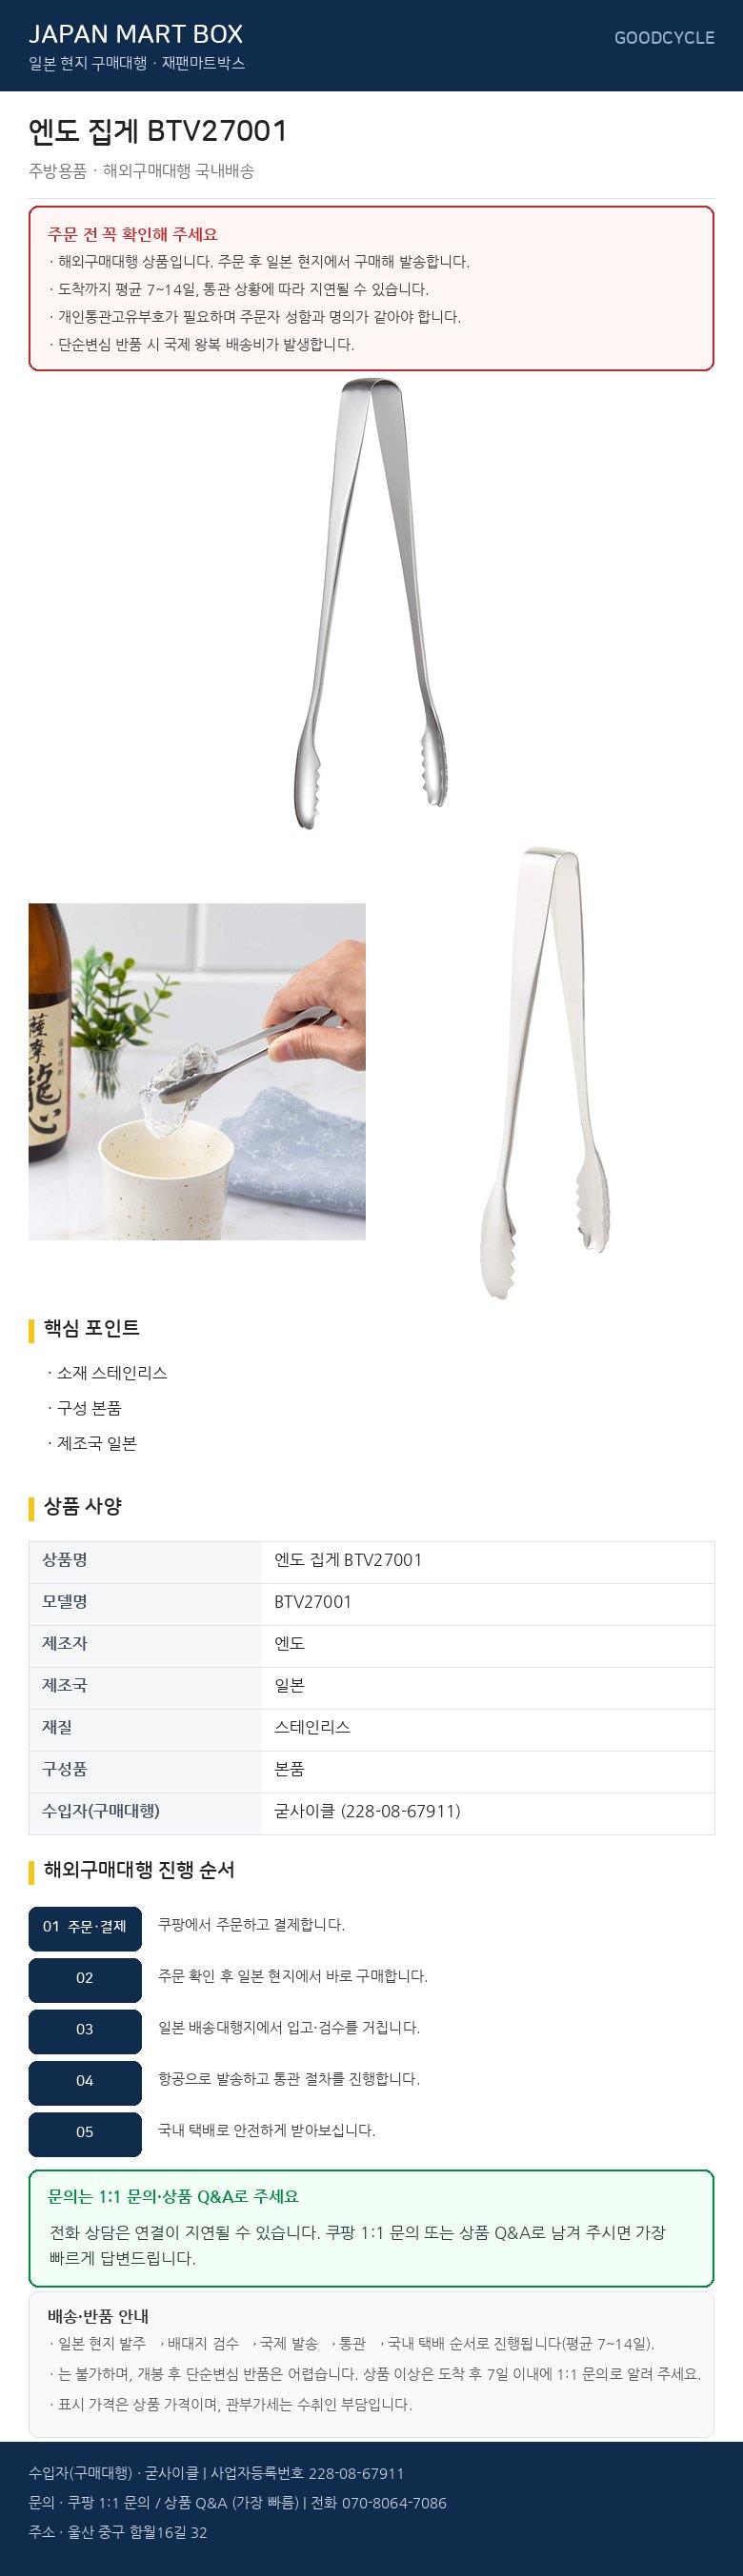 JAPAN MART BOX
일본 현지 구매대행 · 재팬마트박스
GOODCYCLE
엔도 집게 BTV27001
주방용품 · 해외구매대행 국내배송
주문 전 꼭 확인해 주세요
· 해외구매대행 상품입니다. 주문 후 일본 현지에서 구매해 발송합니다.
· 도착까지 평균 7~14일, 통관 상황에 따라 지연될 수 있습니다.
· 개인통관고유부호가 필요하며 주문자 성함과 명의가 같아야 합니다.
· 단순변심 반품 시 국제 왕복 배송비가 발생합니다.
薩摩
龍心
핵심 포인트
· 소재 스테인리스
· 구성 본품
· 제조국 일본
상품 사양
상품명 엔도 집게 BTV27001
모델명 BTV27001
제조자 엔도
제조국 일본
재질 스테인리스
구성품 본품
수입자(구매대행) 굳사이클 (228-08-67911)
해외구매대행 진행 순서
01 주문·결제 쿠팡에서 주문하고 결제합니다.
02 주문 확인 후 일본 현지에서 바로 구매합니다.
03 일본 배송대행지에서 입고·검수를 거칩니다.
04 항공으로 발송하고 통관 절차를 진행합니다.
05 국내 택배로 안전하게 받아보십니다.
문의는 1:1 문의·상품 Q&A로 주세요
전화 상담은 연결이 지연될 수 있습니다. 쿠팡 1:1 문의 또는 상품 Q&A로 남겨 주시면 가장
빠르게 답변드립니다.
배송·반품 안내
· 일본 현지 발주 › 배대지 검수 › 국제 발송 › 통관 › 국내 택배 순서로 진행됩니다(평균 7~14일).
· 는 불가하며, 개봉 후 단순변심 반품은 어렵습니다. 상품 이상은 도착 후 7일 이내에 1:1 문의로 알려 주세요.
· 표시 가격은 상품 가격이며, 관부가세는 수취인 부담입니다.
수입자(구매대행) · 굳사이클 | 사업자등록번호 228-08-67911
문의 · 쿠팡 1:1 문의 / 상품 Q&A (가장 빠름) | 전화 070-8064-7086
주소 · 울산 중구 함월16길 32